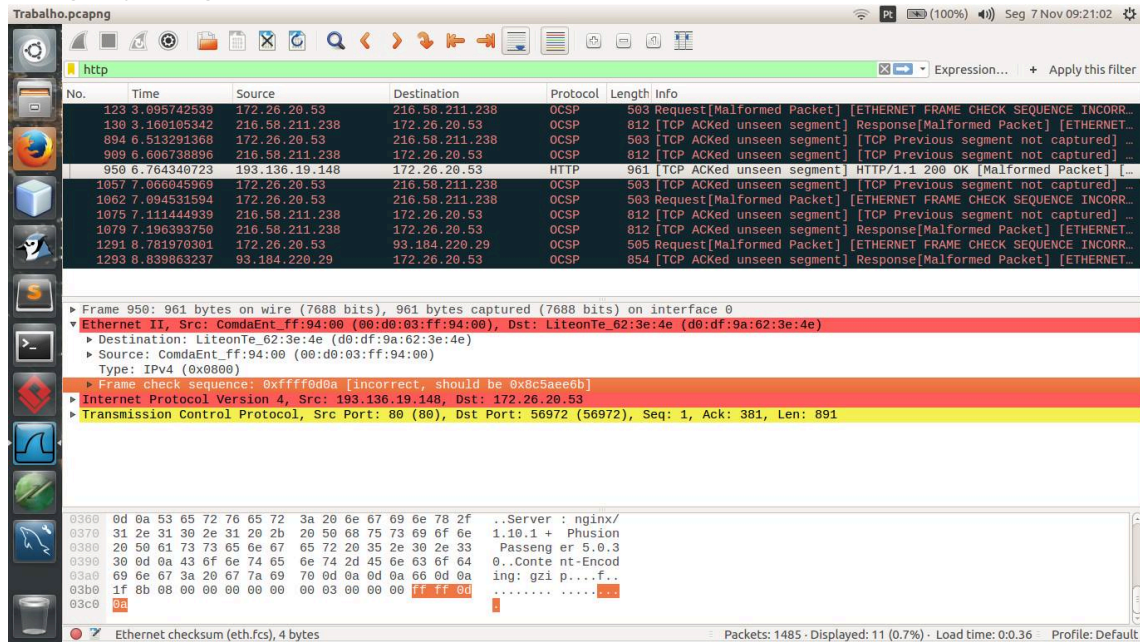 Trabalho.pcapng
Pt (100%) Seg 7 Nov 09:21:02
http Expression... + Apply this filter
No. Time Source Destination Protocol Length Info
123 3.095742539 172.26.20.53 216.58.211.238 OCSP 503 Request[Malformed Packet] [ETHERNET FRAME CHECK SEQUENCE INCORR…
130 3.160105342 216.58.211.238 172.26.20.53 OCSP 812 [TCP ACKed unseen segment] Response[Malformed Packet] [ETHERNET…
894 6.513291368 172.26.20.53 216.58.211.238 OCSP 503 [TCP ACKed unseen segment] [TCP Previous segment not captured] …
909 6.606738896 216.58.211.238 172.26.20.53 OCSP 812 [TCP ACKed unseen segment] [TCP Previous segment not captured] …
950 6.764340723 193.136.19.148 172.26.20.53 HTTP 961 [TCP ACKed unseen segment] HTTP/1.1 200 OK [Malformed Packet] […
1057 7.066045969 172.26.20.53 216.58.211.238 OCSP 503 [TCP ACKed unseen segment] [TCP Previous segment not captured] …
1062 7.094531594 172.26.20.53 216.58.211.238 OCSP 503 Request[Malformed Packet] [ETHERNET FRAME CHECK SEQUENCE INCORR…
1075 7.111444939 216.58.211.238 172.26.20.53 OCSP 812 [TCP ACKed unseen segment] [TCP Previous segment not captured] …
1079 7.196393750 216.58.211.238 172.26.20.53 OCSP 812 [TCP ACKed unseen segment] Response[Malformed Packet] [ETHERNET…
1291 8.781970301 172.26.20.53 93.184.220.29 OCSP 505 Request[Malformed Packet] [ETHERNET FRAME CHECK SEQUENCE INCORR…
1293 8.839863237 93.184.220.29 172.26.20.53 OCSP 854 [TCP ACKed unseen segment] Response[Malformed Packet] [ETHERNET…
Frame 950: 961 bytes on wire (7688 bits), 961 bytes captured (7688 bits) on interface 0
Ethernet II, Src: ComdaEnt_ff:94:00 (00:d0:03:ff:94:00), Dst: LiteonTe_62:3e:4e (d0:df:9a:62:3e:4e)
Destination: LiteonTe_62:3e:4e (d0:df:9a:62:3e:4e)
Source: ComdaEnt_ff:94:00 (00:d0:03:ff:94:00)
Type: IPv4 (0x0800)
Frame check sequence: 0xffff0d0a [incorrect, should be 0x8c5aee6b]
Internet Protocol Version 4, Src: 193.136.19.148, Dst: 172.26.20.53
Transmission Control Protocol, Src Port: 80 (80), Dst Port: 56972 (56972), Seq: 1, Ack: 381, Len: 891
0360 0d 0a 53 65 72 76 65 72 3a 20 6e 67 69 6e 78 2f ..Server : nginx/
0370 31 2e 31 30 2e 31 20 2b 20 50 68 75 73 69 6f 6e 1.10.1 + Phusion
0380 20 50 61 73 73 65 6e 67 65 72 20 35 2e 30 2e 33 Passeng er 5.0.3
0390 30 0d 0a 43 6f 6e 74 65 6e 74 2d 45 6e 63 6f 64 0..Conte nt-Encod
03a0 69 6e 67 3a 20 67 7a 69 70 0d 0a 0d 0a 66 0d 0a ing: gzi p....f..
03b0 1f 8b 08 00 00 00 00 00 00 03 00 00 00 ff ff 0d ........ ........
03c0 0a .
Ethernet checksum (eth.fcs), 4 bytes Packets: 1485 · Displayed: 11 (0.7%) · Load time: 0:0.36 Profile: Default